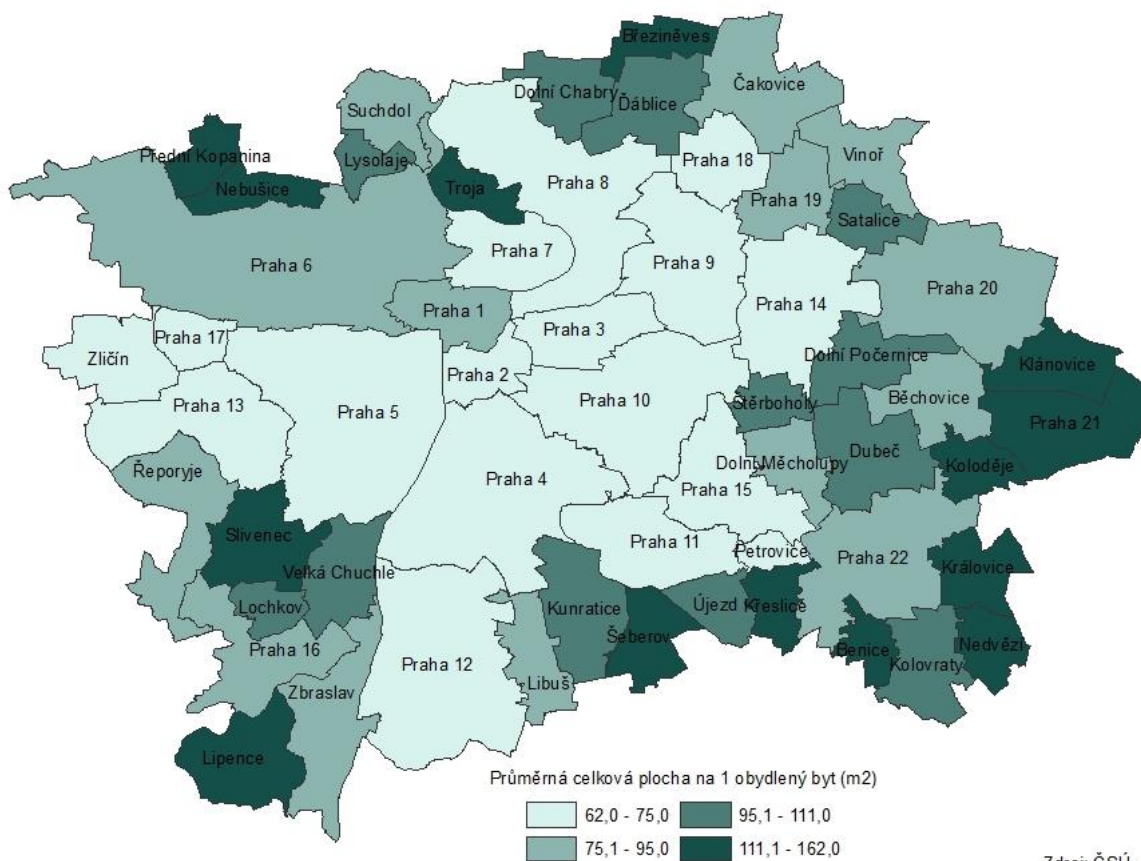 Březiněves
Čakovice
Dolní Chabry
Ďáblice
Suchdol
Přední Kopanina
Lysolaje
Praha 18
Vinoř
Nebušice
Troja
Praha 8
Praha 19
Satalice
Praha 7
Praha 6
Praha 9
Praha 20
Praha 14
Praha 1
Praha 3
Praha 17
Zličín
Dolní Počernice
Klánovice
Praha 2
Běchovice
Štěrboholy
Praha 13
Praha 5
Praha 10
Praha 21
Dubeč
Řeporyje
Dolní Měcholupy
Koloděje
Praha 4
Praha 15
Slivenec
Praha 11
Petrovice
Praha 22
Velká Chuchle
Královice
Lochkov
Kunratice
Újezd
Křeslice
Šeberov
Praha 16
Benice
Nedvězí
Kolovraty
Praha 12
Libuš
Zbraslav
Lipence
Průměrná celková plocha na 1 obydlený byt (m2)
62,0 - 75,0
95,1 - 111,0
75,1 - 95,0
111,1 - 162,0